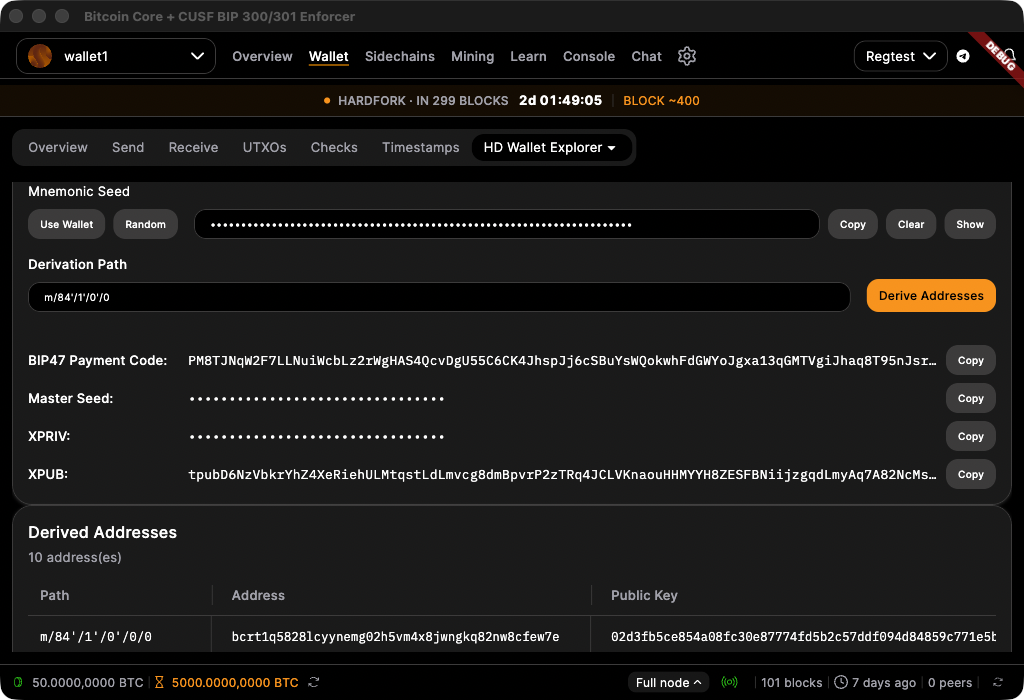 Bitcoin Core + CUSF BIP 300/301 Enforcer
wallet1 Overview Wallet Sidechains Mining Learn Console Chat Regtest DEBUG
HARDFORK · IN 299 BLOCKS 2d 01:49:05 BLOCK ~400
Overview Send Receive UTXOs Checks Timestamps HD Wallet Explorer
Mnemonic Seed
Use Wallet Random Copy Clear Show
Derivation Path
m/84'/1'/0'/0 Derive Addresses
BIP47 Payment Code: PM8TJNqW2F7LLNuiWcbLz2rWgHAS4QcvDgU55C6CK4JhspJj6cSBuYsWQokwhFdGWYoJgxa13qGMTVgiJhaq8T95nJsr… Copy
Master Seed: Copy
XPRIV: Copy
XPUB: tpubD6NzVbkrYhZ4XeRiehULMtqstLdLmvcg8dmBpvrP2zTRq4JCLVKnaouHHMYYH8ZESFBNiijzgqdLmyAq7A82NcMs… Copy
Derived Addresses
10 address(es)
Path Address Public Key
m/84'/1'/0'/0/0 bcrt1q5828lcyynemg02h5vm4x8jwngkq82nw8cfew7e 02d3fb5ce854a08fc30e87774fd5b2c57ddf094d84859c771e5b
50.0000,0000 BTC 5000.0000,0000 BTC Full node 101 blocks 7 days ago 0 peers